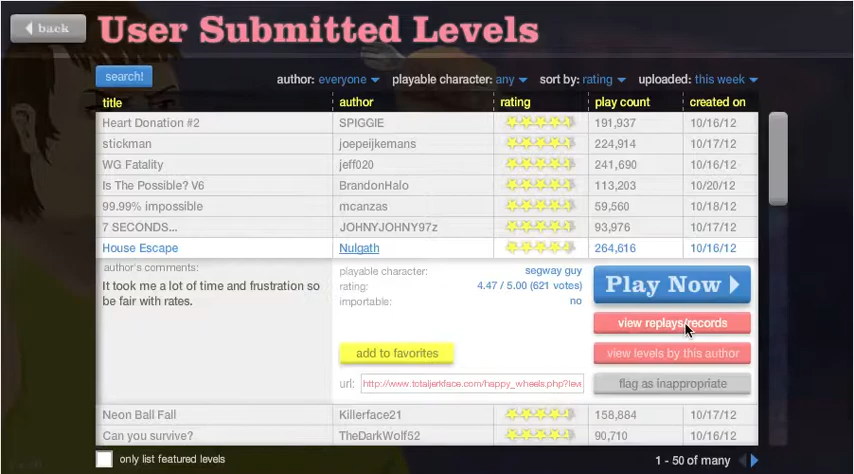 back
User Submitted Levels
search!
author: everyone playable character: any sort by: rating uploaded: this week
title author rating play count created on
Heart Donation #2 SPIGGIE 191,937 10/16/12
stickman joepeijkemans 224,914 10/17/12
WG Fatality jeff020 241,690 10/16/12
Is The Possible? V6 BrandonHalo 113,203 10/20/12
99.99% impossible mcanzas 59,560 10/18/12
7 SECONDS... JOHNYJOHNY97z 93,976 10/17/12
House Escape Nulgath 264,616 10/16/12
author's comments:
It took me a lot of time and frustration so
be fair with rates.
playable character: segway guy
rating: 4.47 / 5.00 (621 votes)
importable: no
add to favorites
url: http://www.totaljerkface.com/happy_wheels.php?lev
Play Now
view replays/records
view levels by this author
flag as inappropriate
Neon Ball Fall Killerface21 158,884 10/17/12
Can you survive? TheDarkWolf52 90,710 10/16/12
only list featured levels 1 - 50 of many